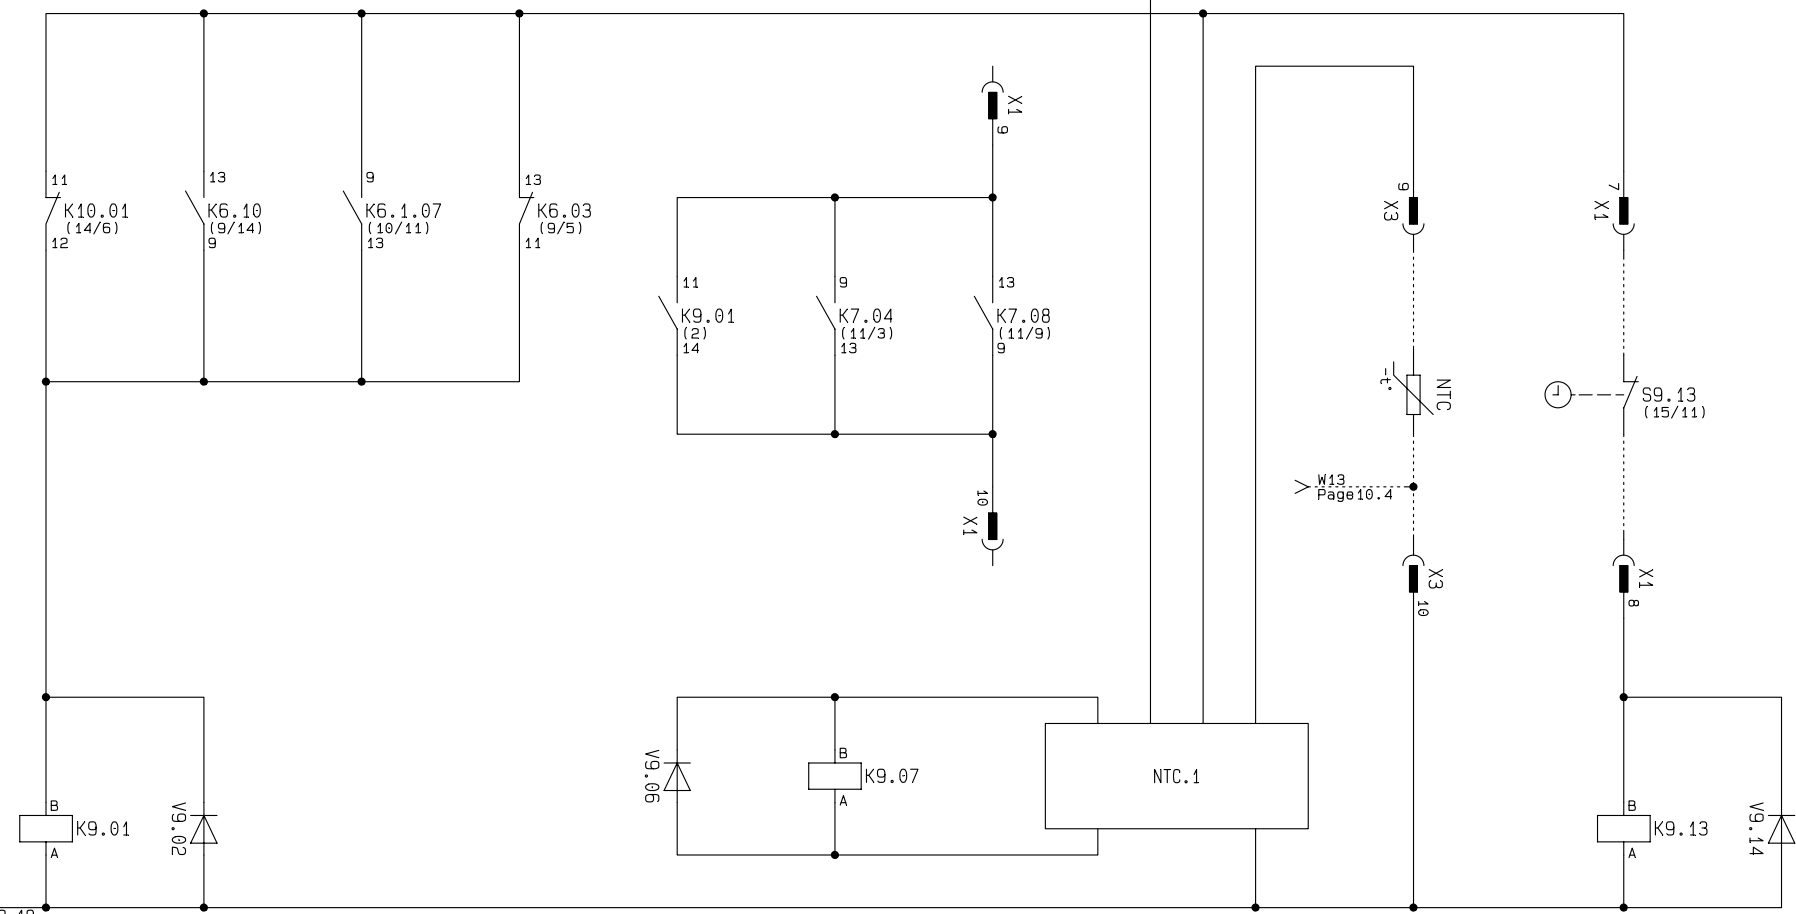 X1
9
11
K10.01
(14/6)
12
13
K6.10
(9/14)
9
9
K6.1.07
(10/11)
13
13
K6.03
(9/5)
11
9
X3
7
X1
11
K9.01
(2)
14
9
K7.04
(11/3)
13
13
K7.08
(11/9)
9
-t°
NTC
S9.13
(15/11)
W13
Page10.4
10
X1
X3
10
X1
8
B
K9.01
A
V9.02
V9.06
B
K9.07
A
NTC.1
B
K9.13
A
V9.14